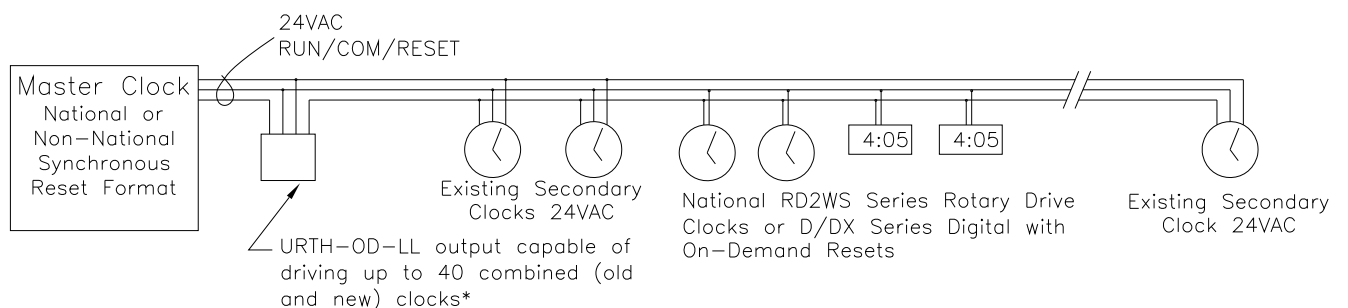 24VAC
RUN/COM/RESET
Master Clock
National or
Non-National
Synchronous
Reset Format
4:05
4:05
Existing Secondary
Clocks 24VAC
National RD2WS Series Rotary Drive
Clocks or D/DX Series Digital with
On-Demand Resets
Existing Secondary
Clock 24VAC
URTH-OD-LL output capable of
driving up to 40 combined (old
and new) clocks*